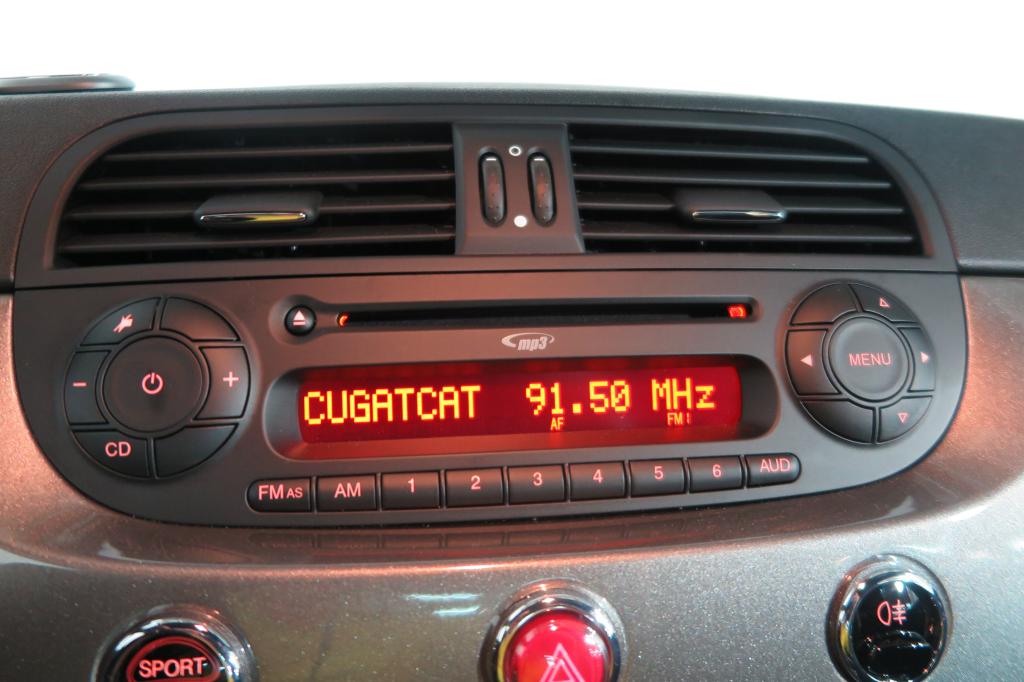 mp3
CUGATCAT 91.50 MHz
AF FM1
- +
MENU
CD
FM AS AM 1 2 3 4 5 6 AUD
SPORT